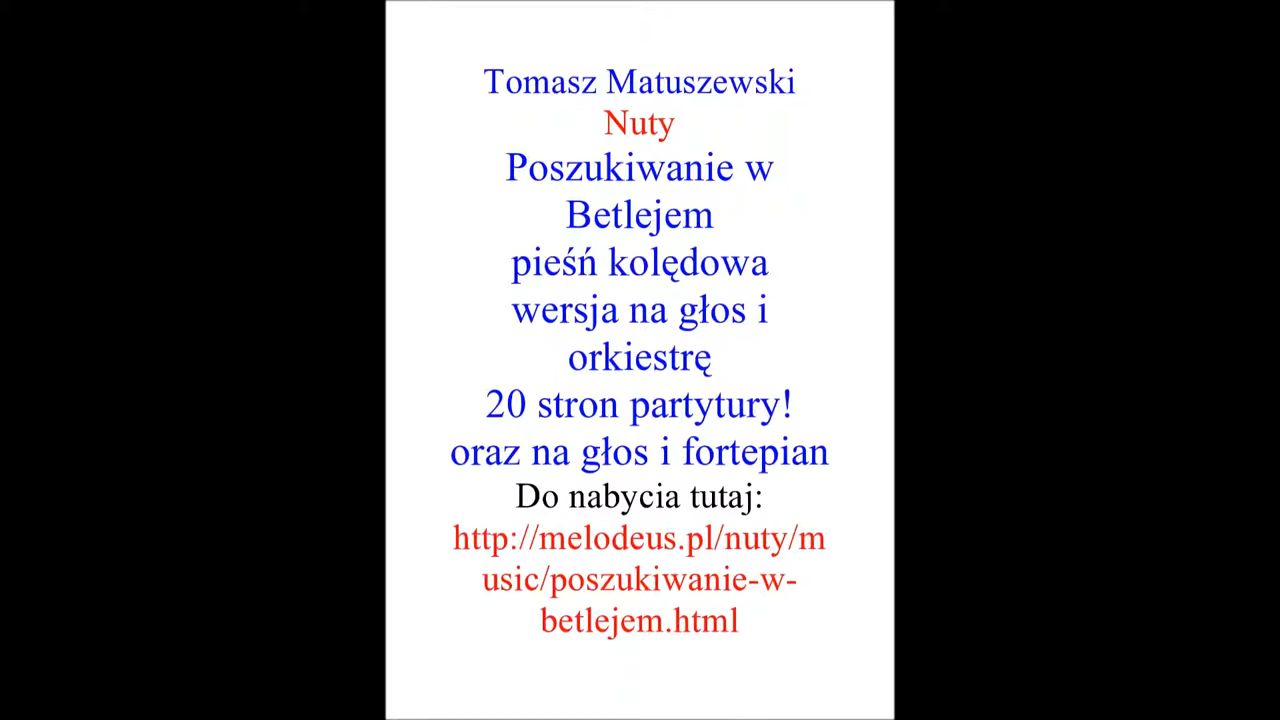 Tomasz Matuszewski
Nuty
Poszukiwanie w
Betlejem
pieśń kolędowa
wersja na głos i
orkiestrę
20 stron partytury!
oraz na głos i fortepian
Do nabycia tutaj:
http://melodeus.pl/nuty/m
usic/poszukiwanie-w-
betlejem.html